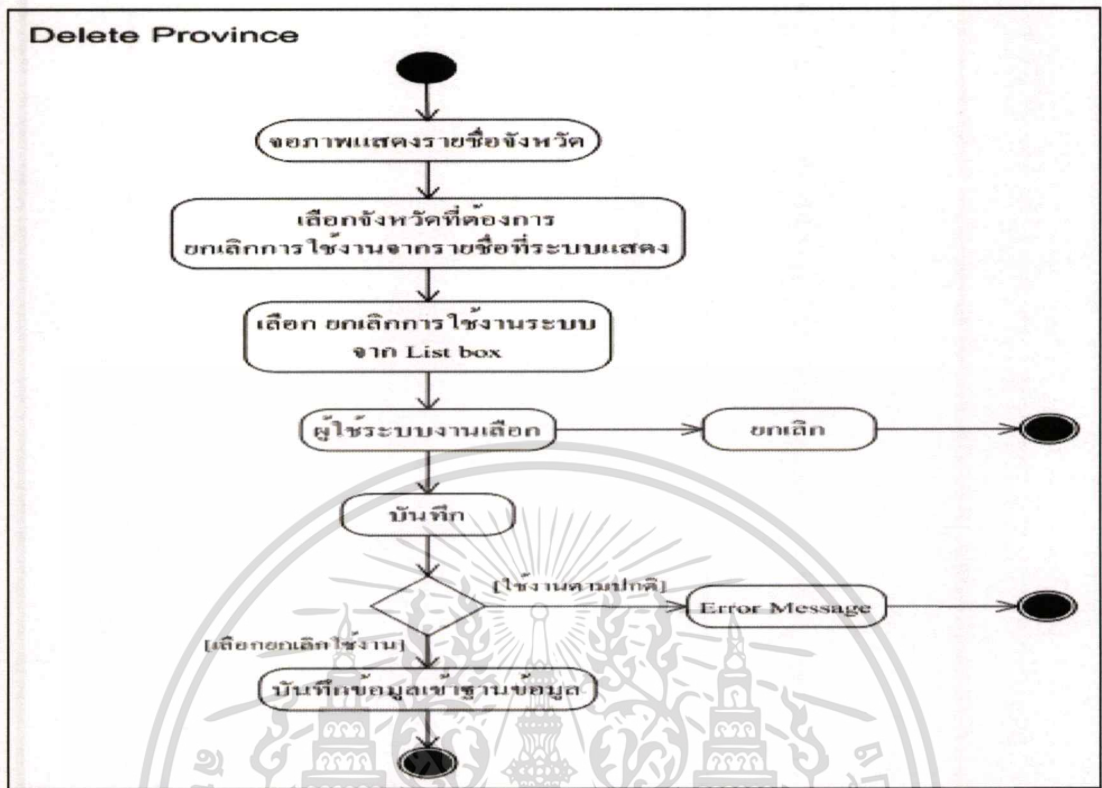 Delete Province
จอภาพแสดงรายชื่อจังหวัด
เลือกจังหวัดที่ต้องการ
ยกเลิกการใช้งานจากรายชื่อที่ระบบแสดง
เลือก ยกเลิกการใช้งานระบบ
จาก List box
ผู้ใช้ระบบงานเลือก
ยกเลิก
บันทึก
[ใช้งานตามปกติ]
Error Message
[เลือกยกเลิกใช้งาน]
บันทึกข้อมูลเข้าฐานข้อมูล